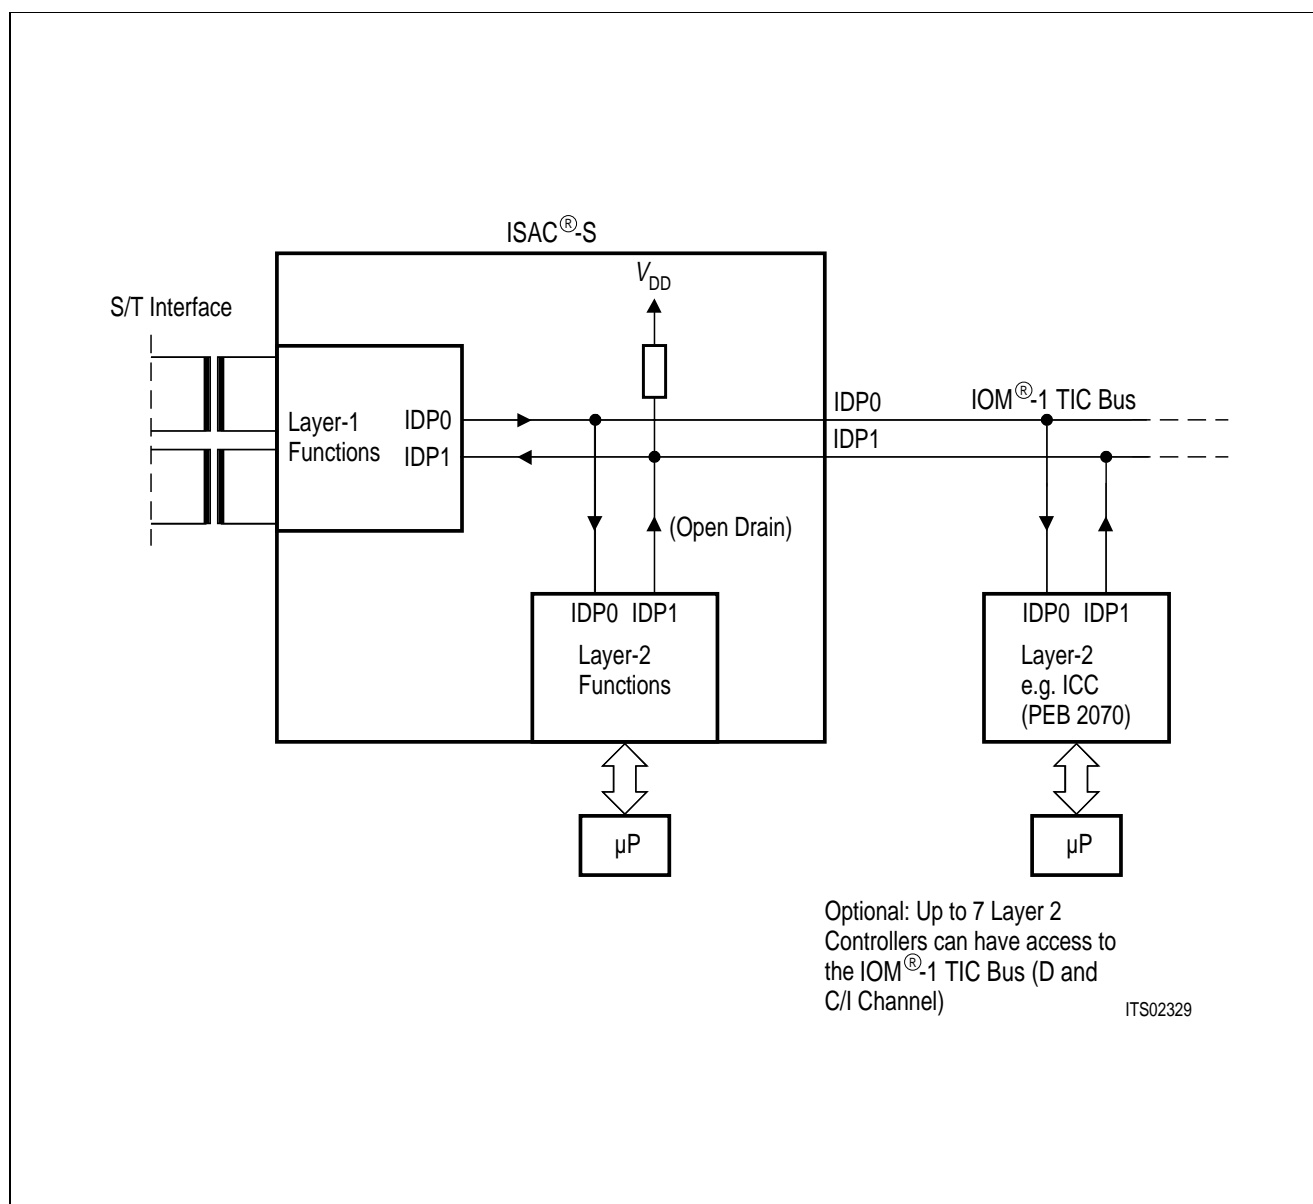 ISAC®-S
VDD
S/T Interface
Layer-1
Functions
IDP0
IDP1
IDP0
IDP1
IOM®-1 TIC Bus
(Open Drain)
IDP0 IDP1
Layer-2
Functions
IDP0 IDP1
Layer-2
e.g. ICC
(PEB 2070)
µP
µP
Optional: Up to 7 Layer 2
Controllers can have access to
the IOM®-1 TIC Bus (D and
C/I Channel)
ITS02329